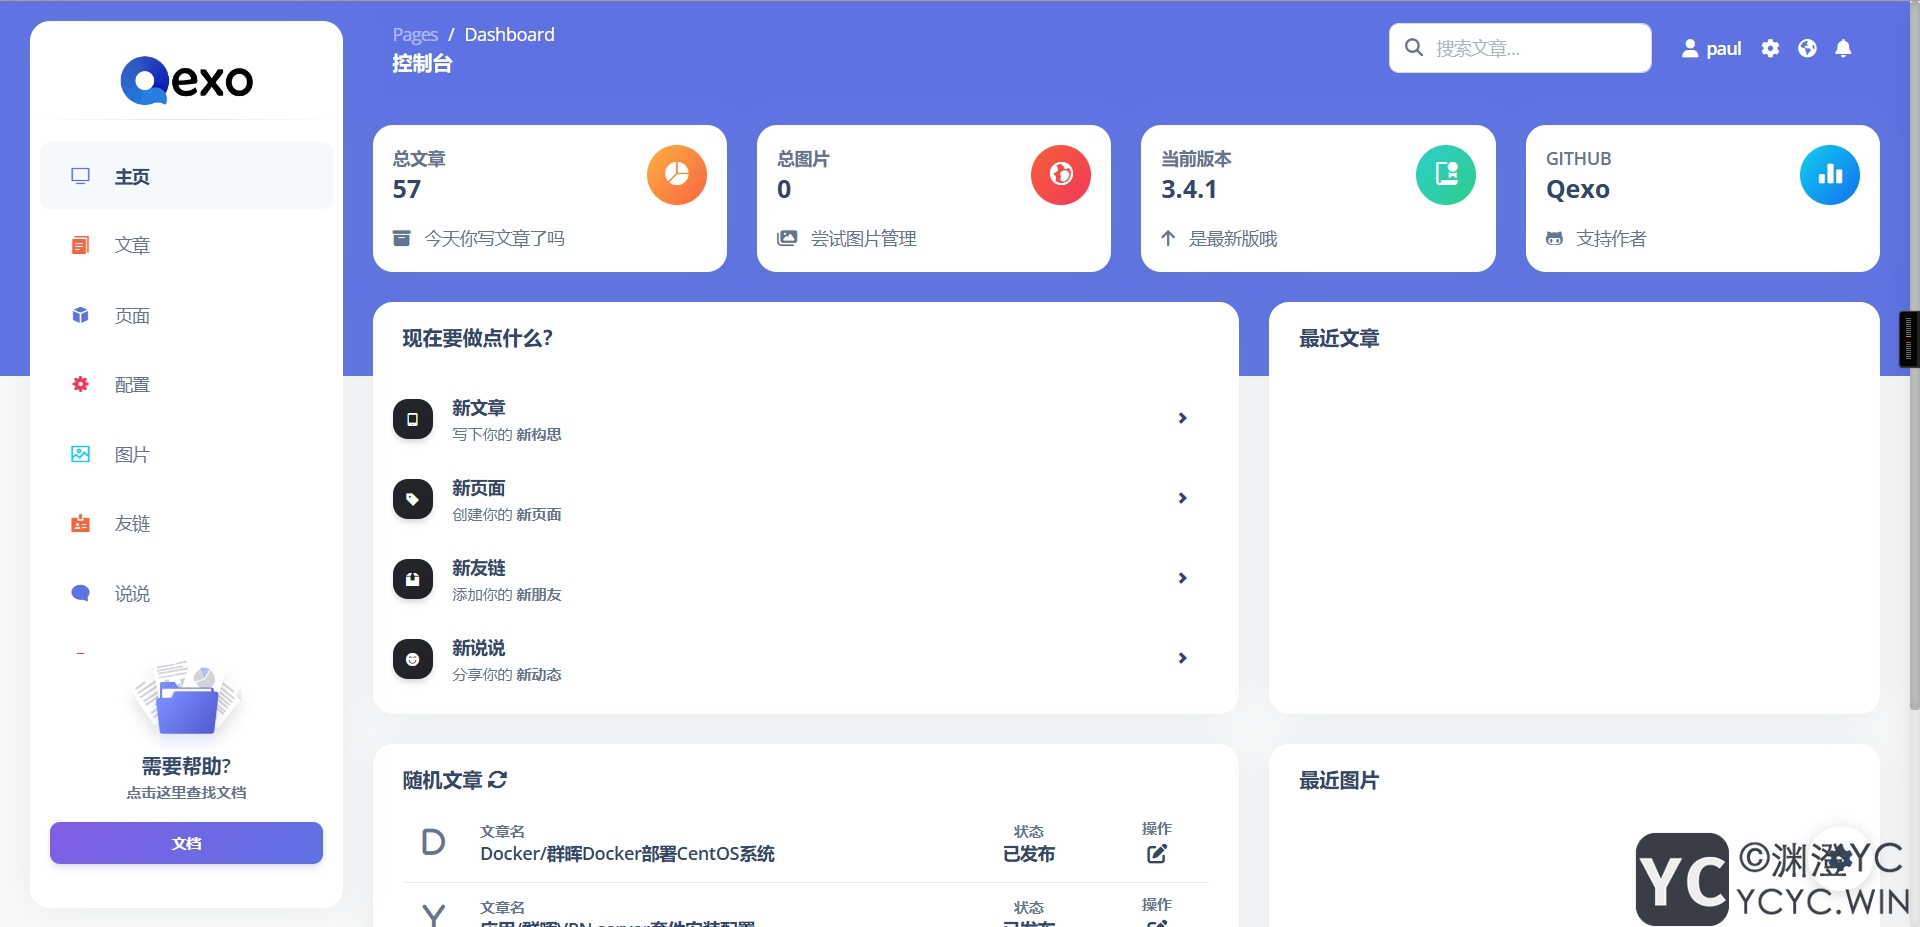 Qexo
Pages / Dashboard
控制台
搜索文章...
paul
主页
文章
页面
配置
图片
友链
说说
需要帮助?
点击这里查找文档
文档
总文章
57
今天你写文章了吗
总图片
0
尝试图片管理
当前版本
3.4.1
是最新版哦
GITHUB
Qexo
支持作者
现在要做点什么?
新文章
写下你的 新构思
新页面
创建你的 新页面
新友链
添加你的 新朋友
新说说
分享你的 新动态
最近文章
随机文章
D
文章名
Docker/群晖Docker部署CentOS系统
状态
已发布
操作
Y
文章名
状态
已发布
操作
最近图片
YC
©渊澄YC
YCYC.WIN